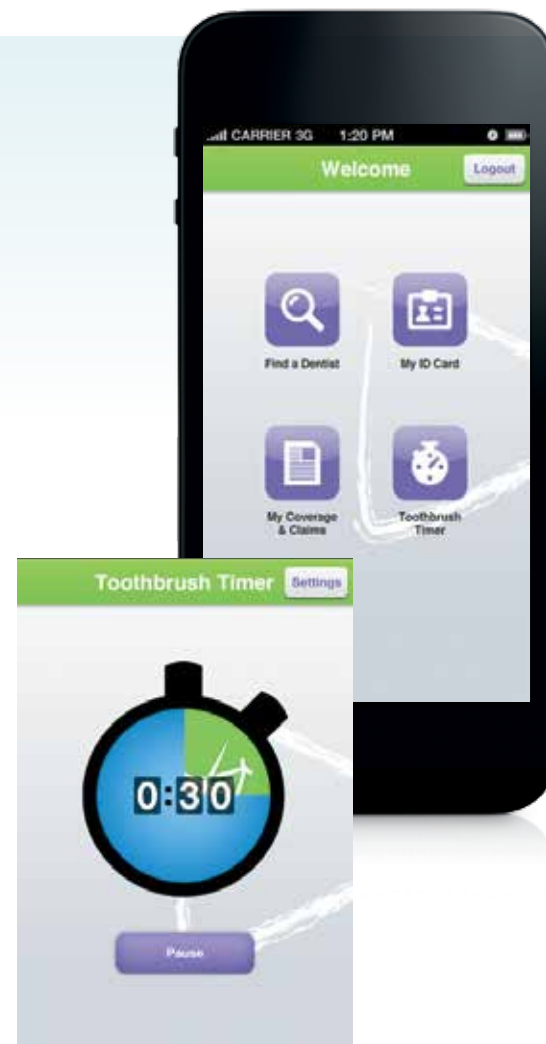 CARRIER 3G 1:20 PM
Welcome Logout
Find a Dentist My ID Card
My Coverage
& Claims
Toothbrush
Timer
Toothbrush Timer Settings
0:30
Pause